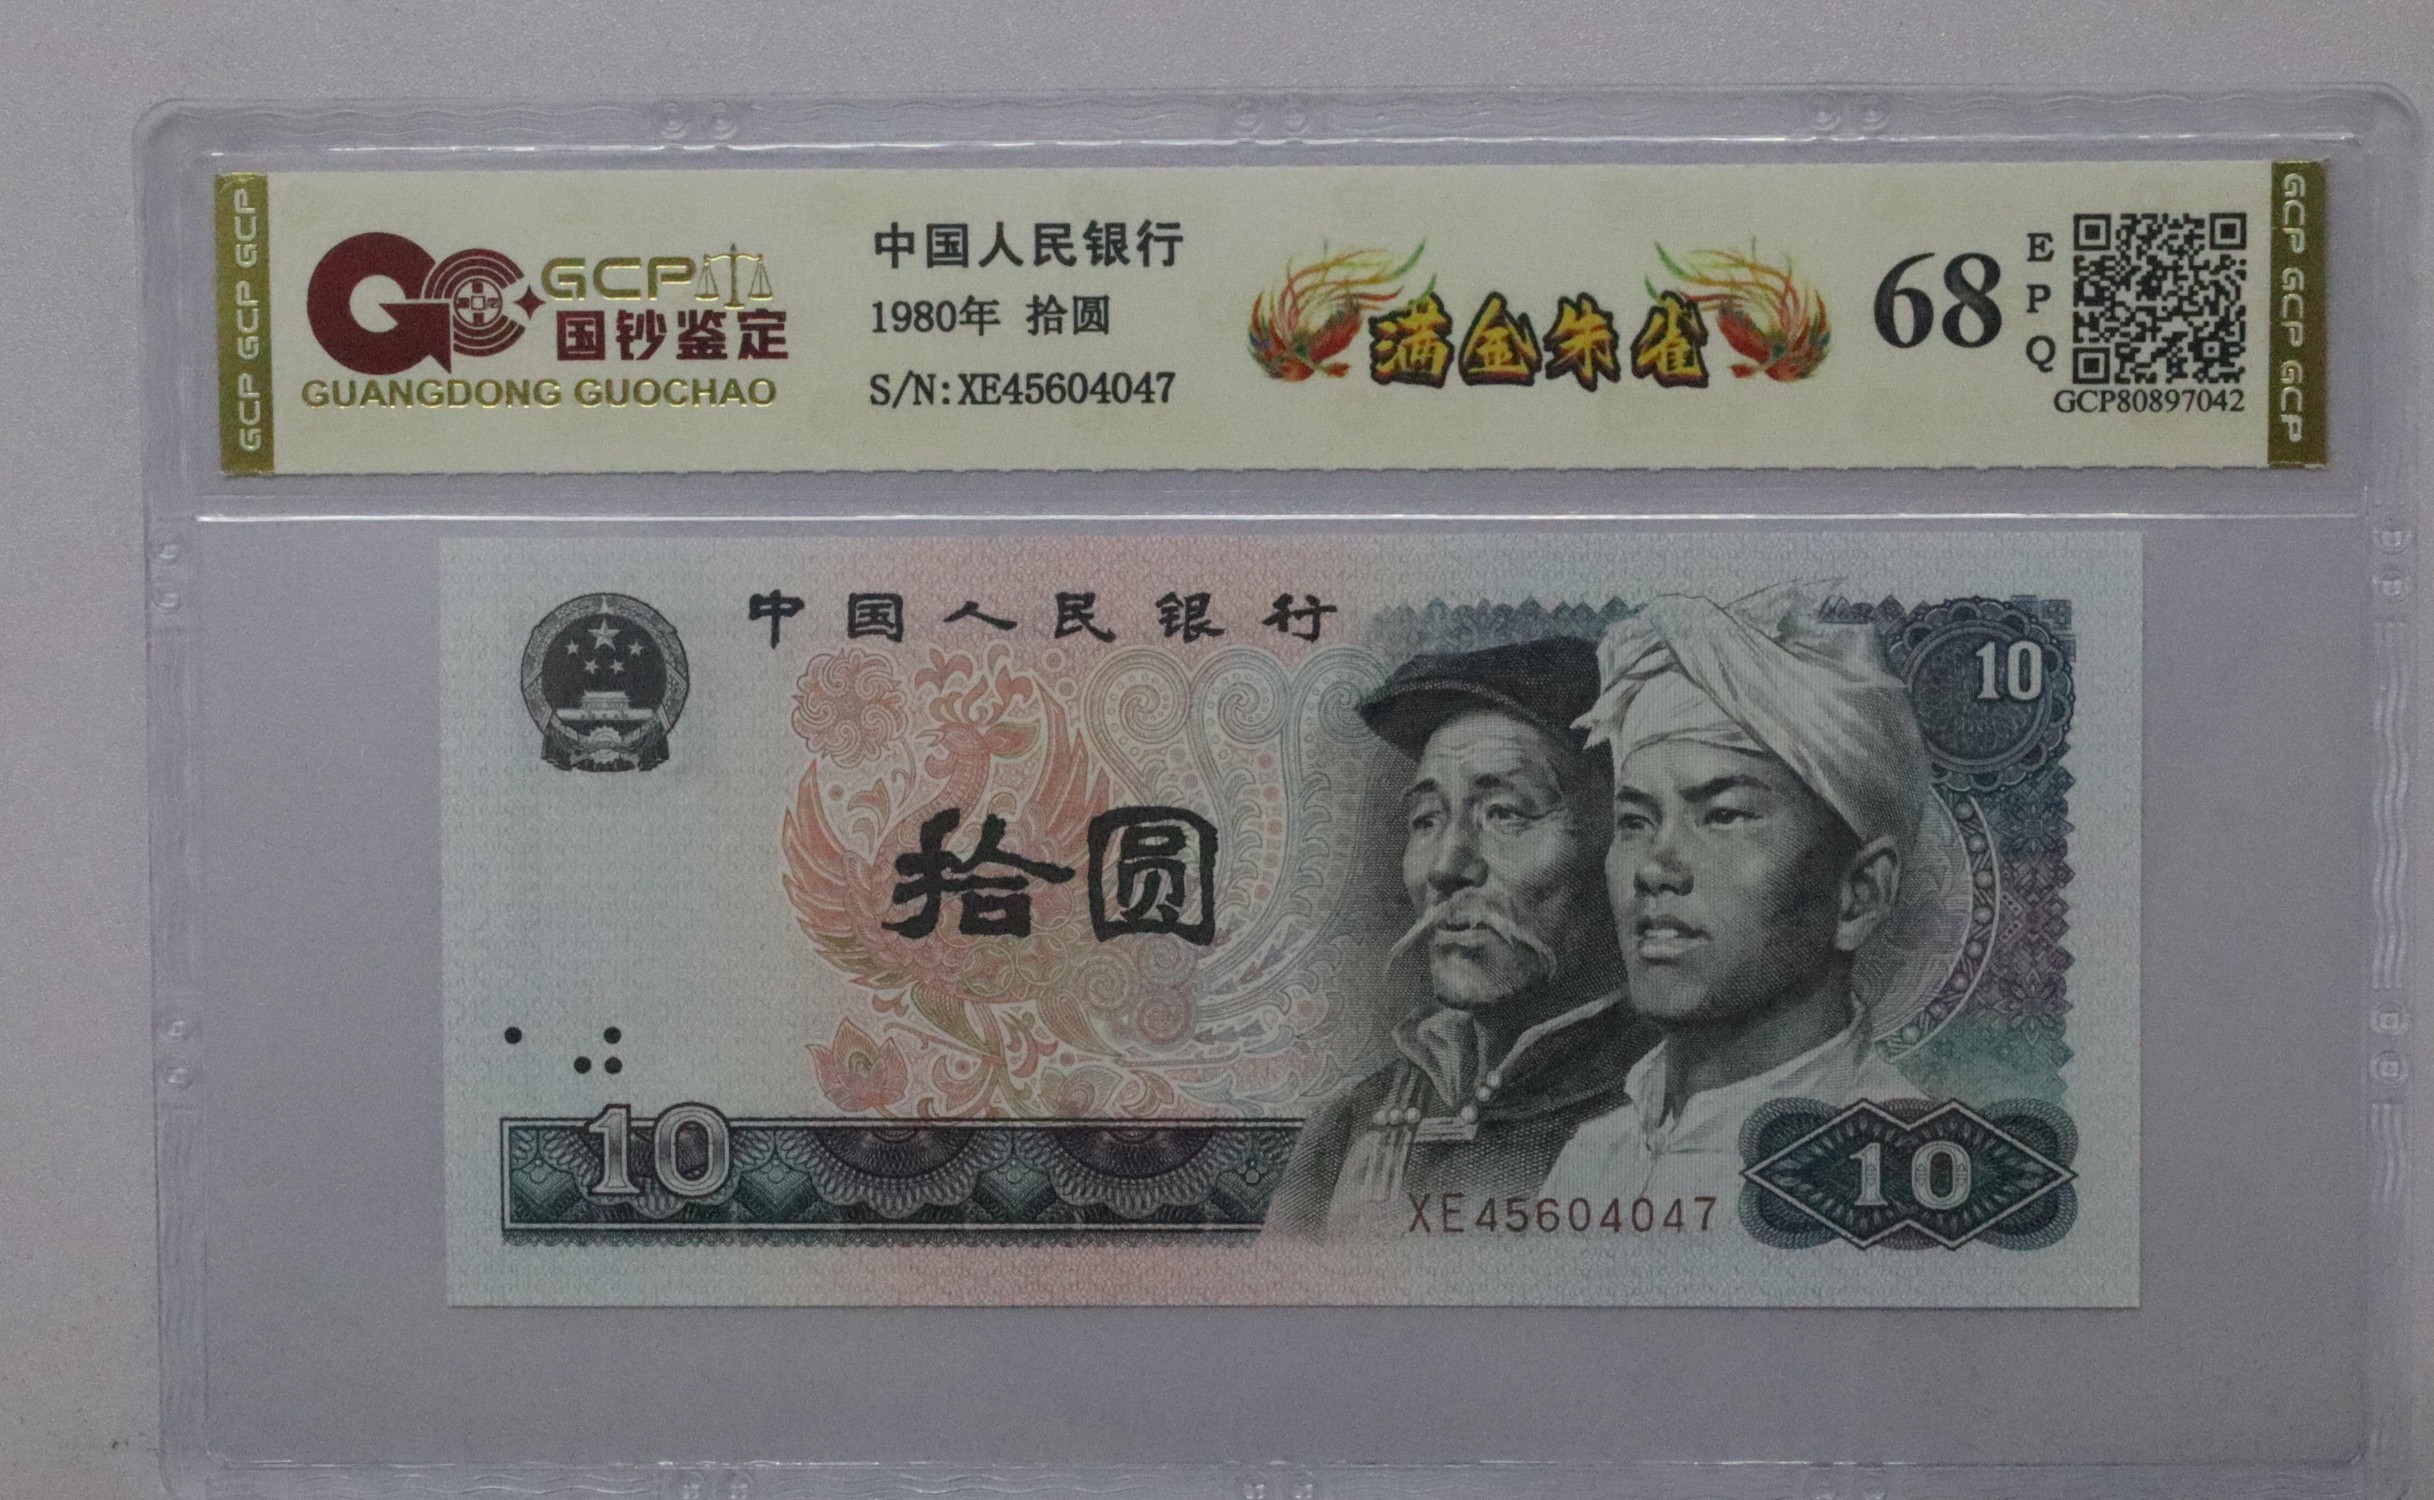 GCP GCP GCP
GCP
国钞鉴定
GUANGDONG GUOCHAO
中国人民银行
1980年 拾圆
S/N:XE45604047
满金朱雀
68
E
P
Q
GCP80897042
GCP GCP GCP
中国人民银行
10
拾圆
10
XE45604047
10